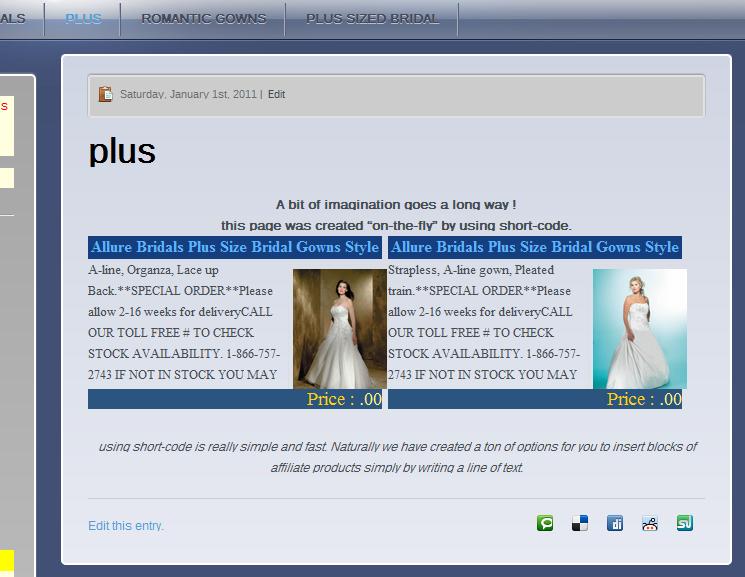 ALS PLUS ROMANTIC GOWNS PLUS SIZED BRIDAL
s
Saturday, January 1st, 2011 | Edit
plus
A bit of imagination goes a long way !
this page was created “on-the-fly” by using short-code.
Allure Bridals Plus Size Bridal Gowns Style
A-line, Organza, Lace up
Back.**SPECIAL ORDER**Please
allow 2-16 weeks for deliveryCALL
OUR TOLL FREE # TO CHECK
STOCK AVAILABILITY. 1-866-757-
2743 IF NOT IN STOCK YOU MAY
Price : .00
Allure Bridals Plus Size Bridal Gowns Style
Strapless, A-line gown, Pleated
train.**SPECIAL ORDER**Please
allow 2-16 weeks for deliveryCALL
OUR TOLL FREE # TO CHECK
STOCK AVAILABILITY. 1-866-757-
2743 IF NOT IN STOCK YOU MAY
Price : .00
using short-code is really simple and fast. Naturally we have created a ton of options for you to insert blocks of
affiliate products simply by writing a line of text.
Edit this entry.